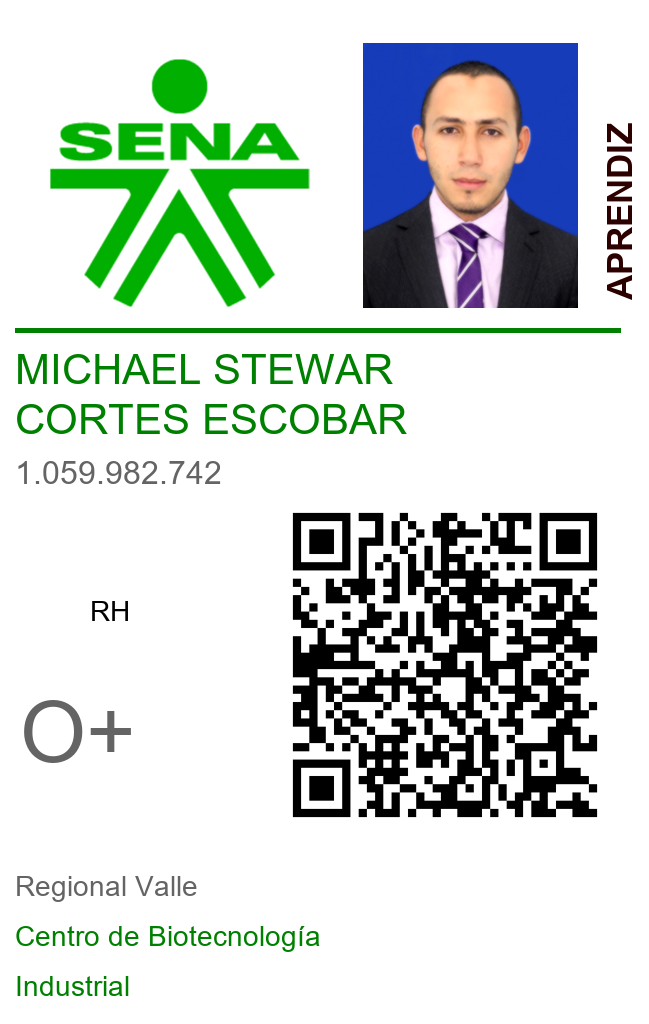 SENA
APRENDIZ
MICHAEL STEWAR
CORTES ESCOBAR
1.059.982.742
RH
O+
Regional Valle
Centro de Biotecnología
Industrial